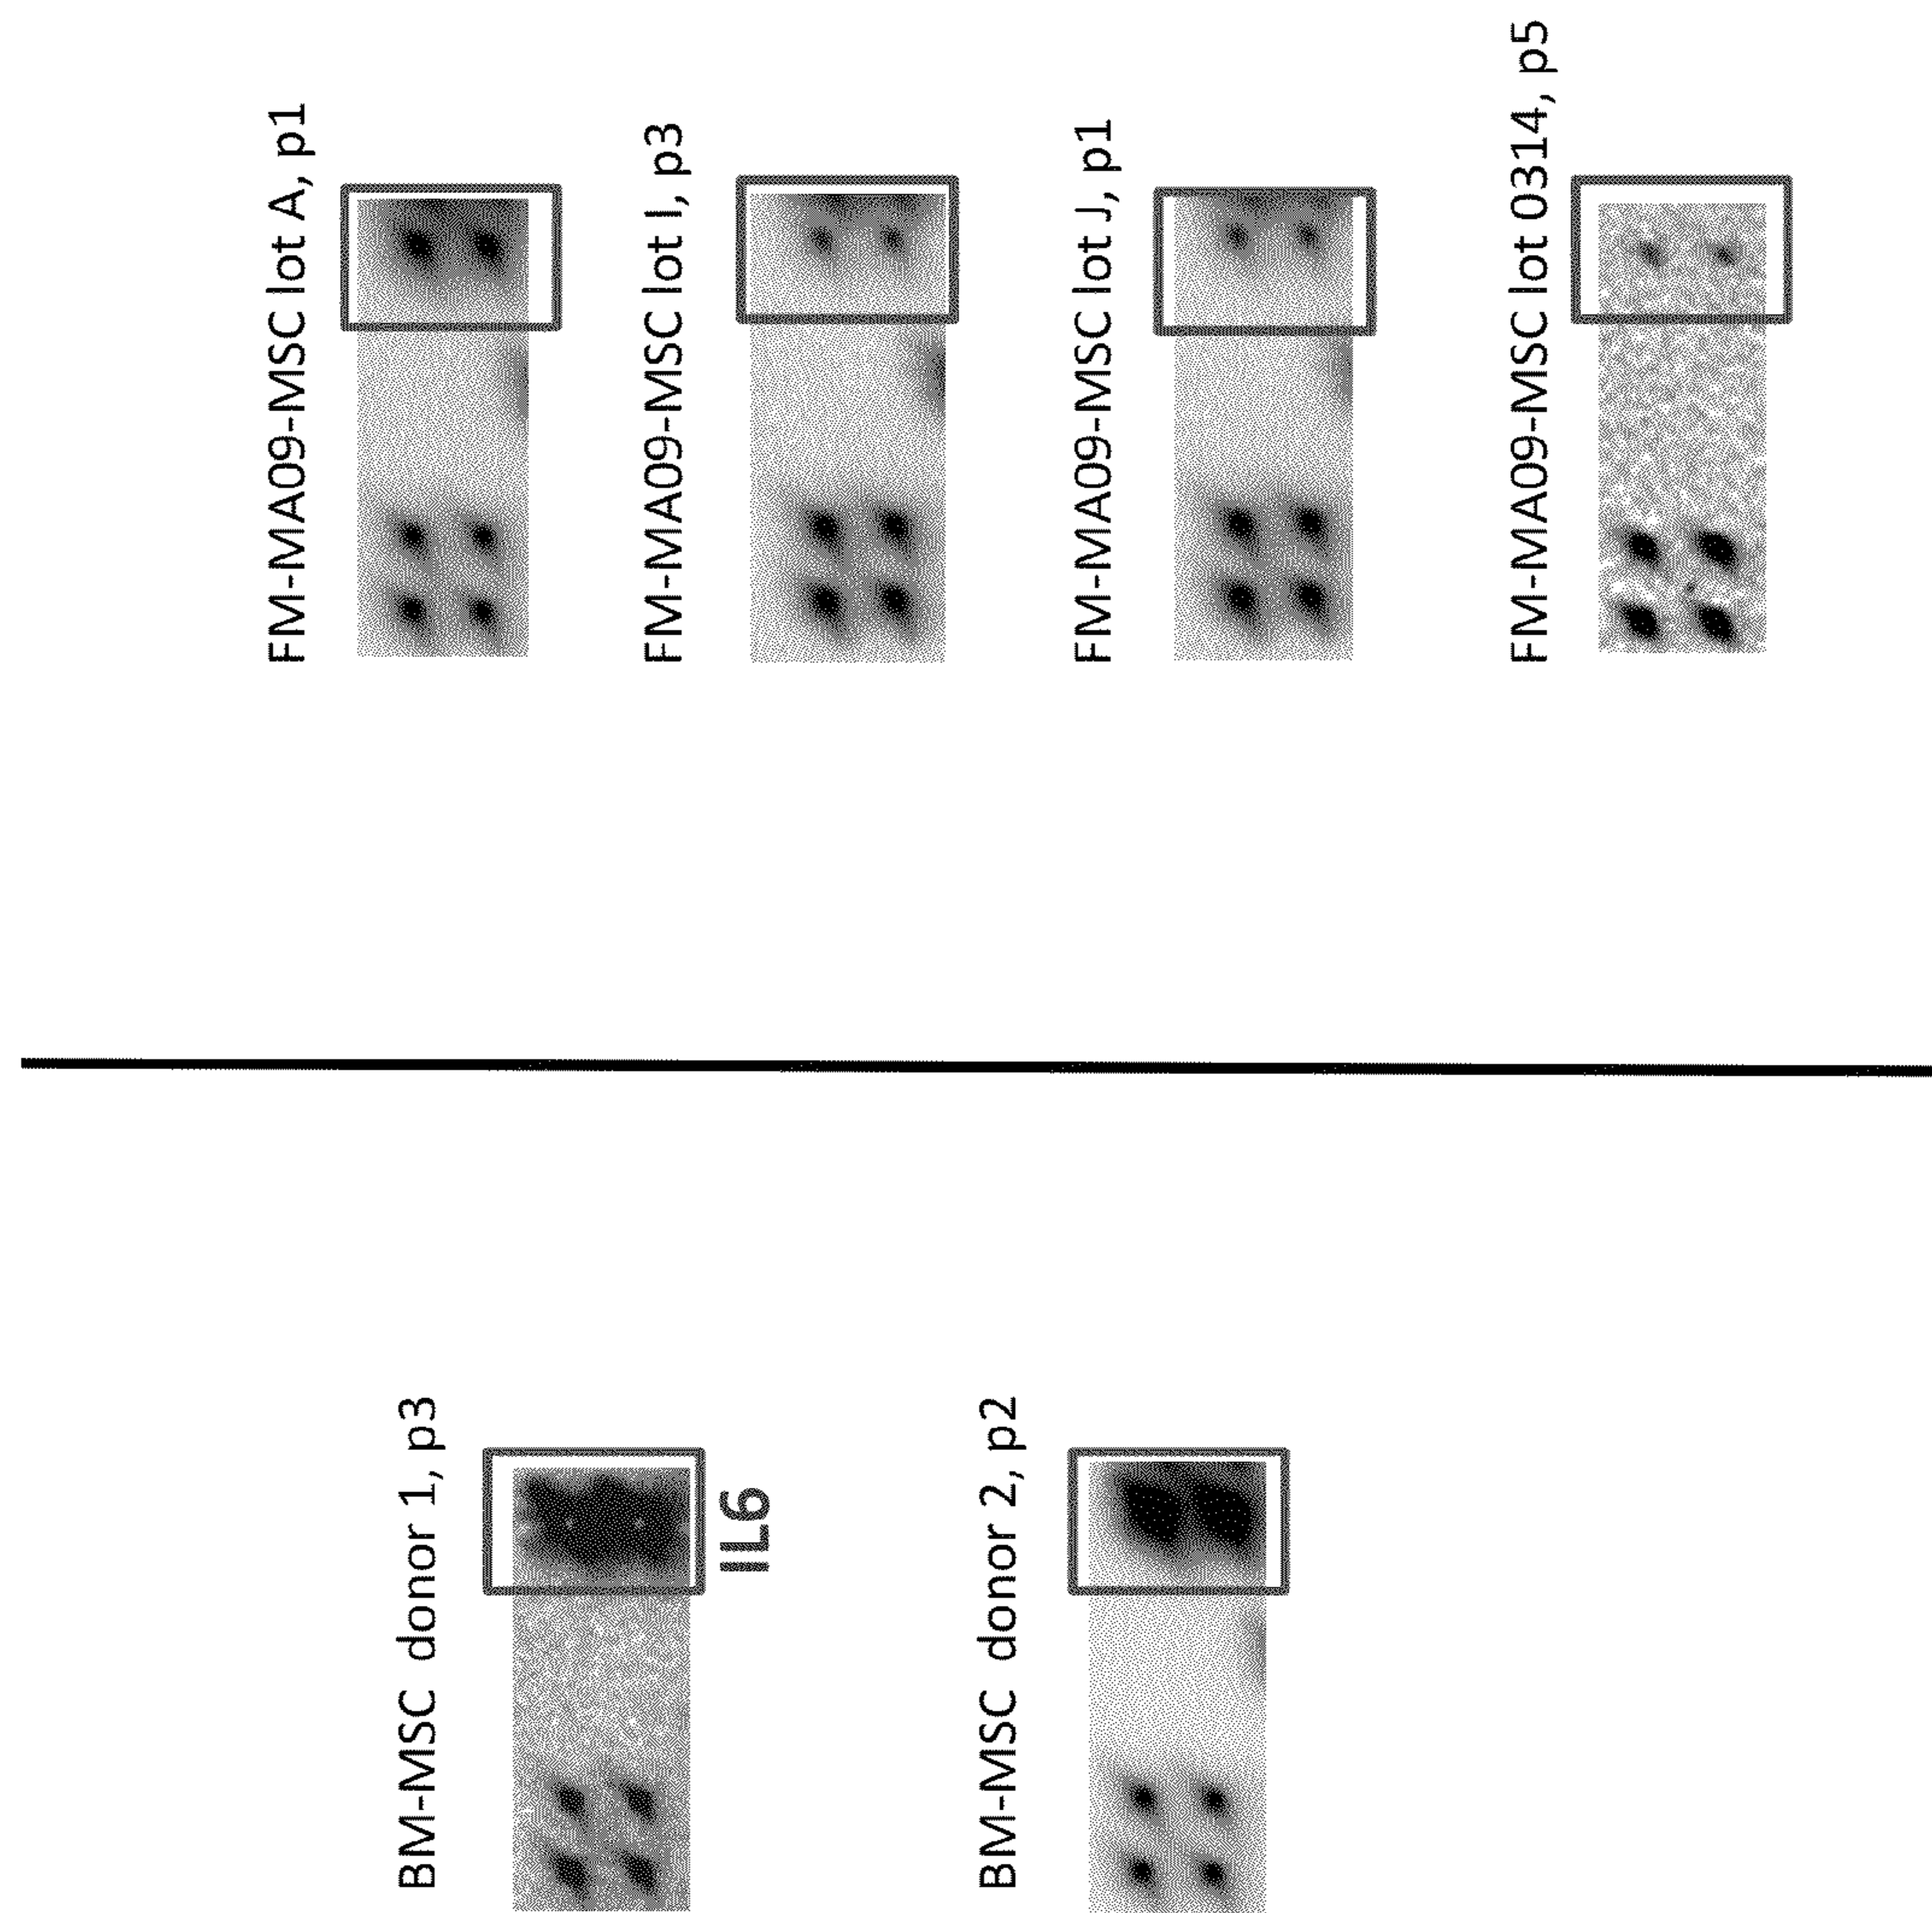 BM-MSC donor 1, p3
IL6
BM-MSC donor 2, p2
FM-MA09-MSC lot A, p1
FM-MA09-MSC lot I, p3
FM-MA09-MSC lot J, p1
FM-MA09-MSC lot 0314, p5